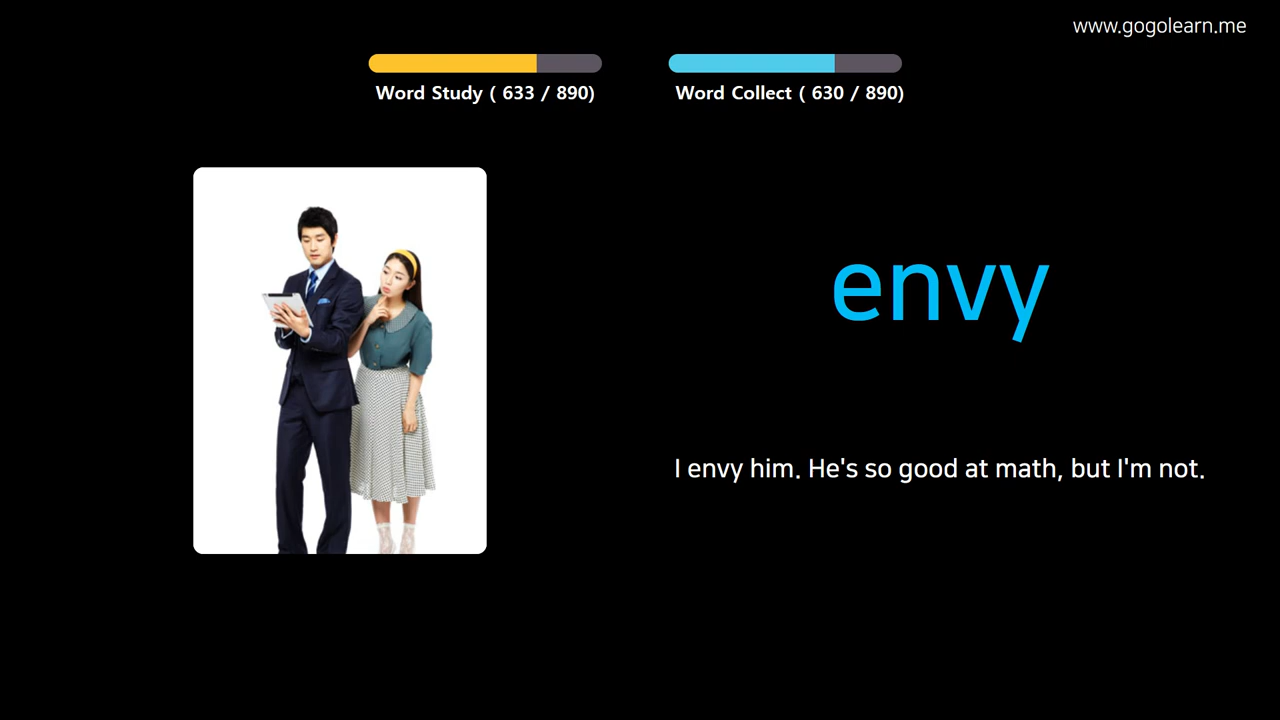 www.gogolearn.me
Word Study ( 633 / 890)
Word Collect ( 630 / 890)
envy
I envy him. He's so good at math, but I'm not.